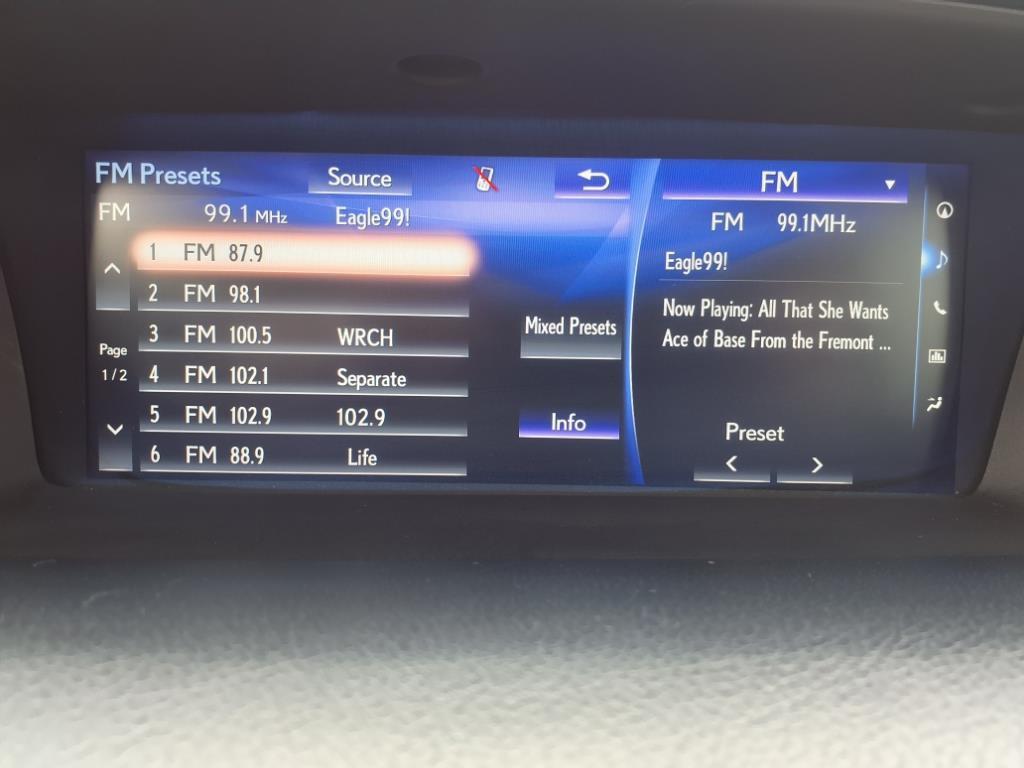 FM Presets
Source
FM 99.1 MHz Eagle99!
1 FM 87.9
2 FM 98.1
3 FM 100.5 WRCH
4 FM 102.1 Separate
5 FM 102.9 102.9
6 FM 88.9 Life
Page
1/2
Mixed Presets
Info
FM
FM 99.1MHz
Eagle99!
Now Playing: All That She Wants
Ace of Base From the Fremont ...
Preset